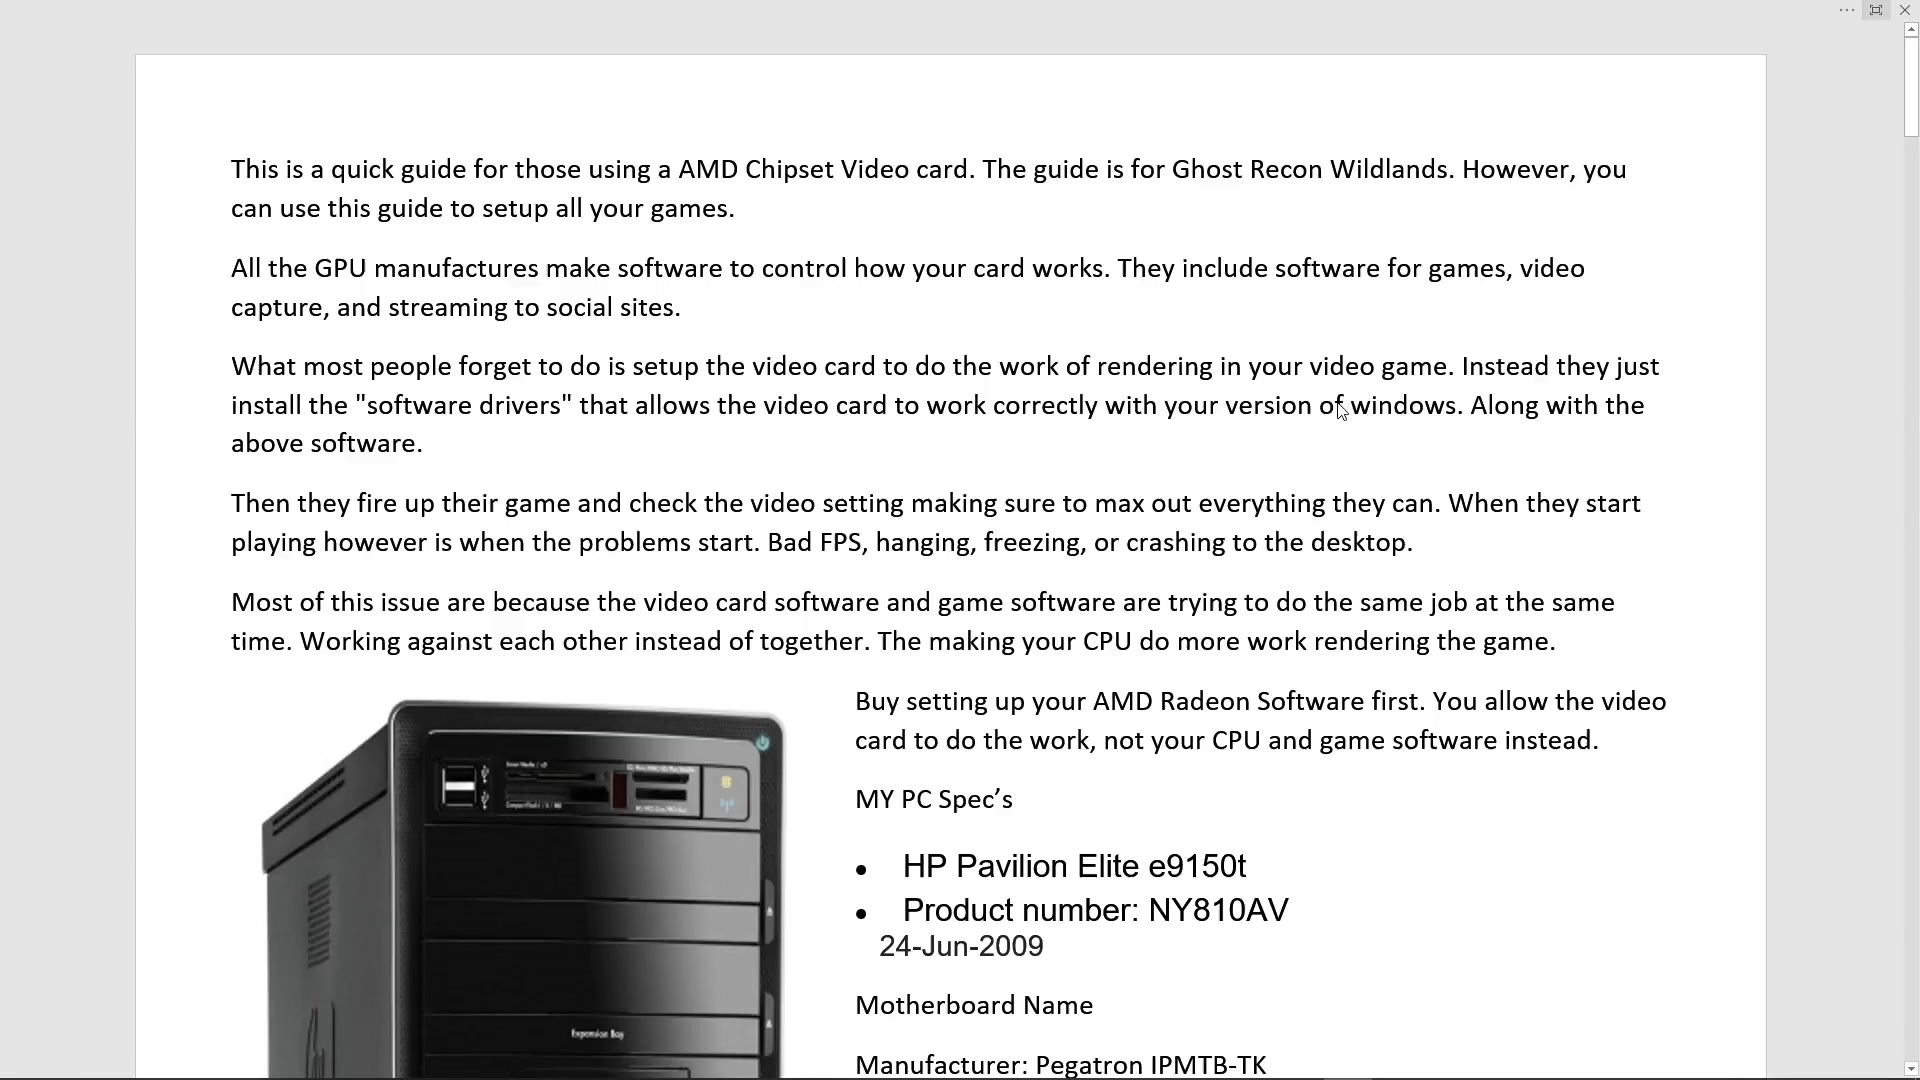 This is a quick guide for those using a AMD Chipset Video card. The guide is for Ghost Recon Wildlands. However, you
can use this guide to setup all your games.
All the GPU manufactures make software to control how your card works. They include software for games, video
capture, and streaming to social sites.
What most people forget to do is setup the video card to do the work of rendering in your video game. Instead they just
install the "software drivers" that allows the video card to work correctly with your version of windows. Along with the
above software.
Then they fire up their game and check the video setting making sure to max out everything they can. When they start
playing however is when the problems start. Bad FPS, hanging, freezing, or crashing to the desktop.
Most of this issue are because the video card software and game software are trying to do the same job at the same
time. Working against each other instead of together. The making your CPU do more work rendering the game.
Buy setting up your AMD Radeon Software first. You allow the video
card to do the work, not your CPU and game software instead.
MY PC Spec’s
• HP Pavilion Elite e9150t
• Product number: NY810AV
24-Jun-2009
Motherboard Name
Manufacturer: Pegatron IPMTB-TK
Expansion Bay